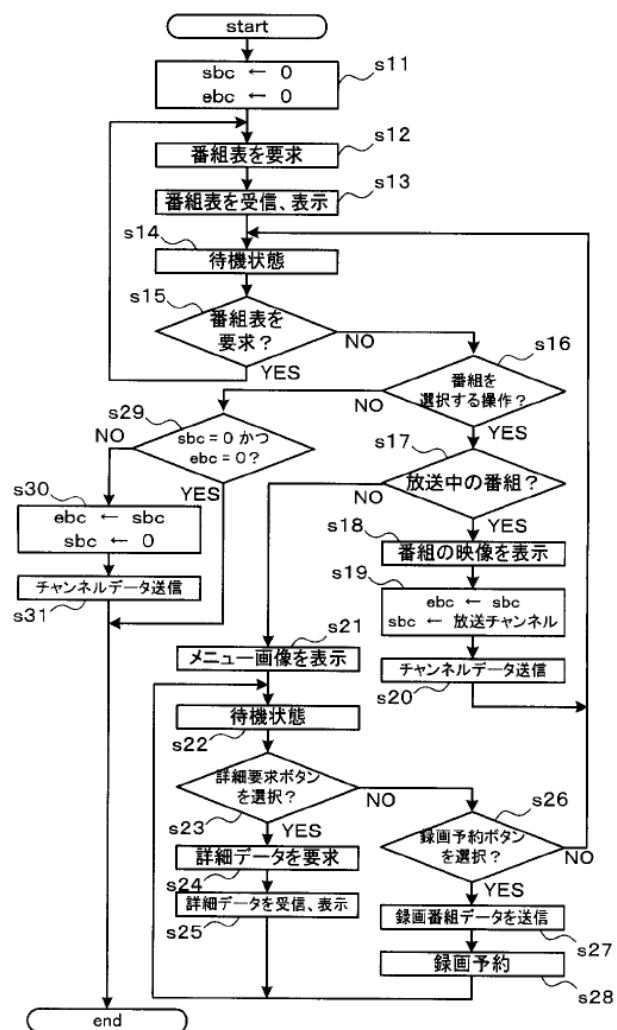 start
s11
sbc ← 0
ebc ← 0
s12
番組表を要求
s13
番組表を受信、表示
s14
待機状態
s15
番組表を
要求？
NO
YES
s16
番組を
選択する操作？
NO
YES
s29
NO
sbc＝0 かつ
ebc＝0？
YES
s17
放送中の番組？
NO
YES
s30
ebc ← sbc
sbc ← 0
s18
番組の映像を表示
s19
ebc ← sbc
sbc ← 放送チャンネル
チャンネルデータ送信
s31
s21
メニュー画像を表示
チャンネルデータ送信
s20
待機状態
s22
詳細要求ボタン
を選択？
s23
NO
YES
s26
録画予約ボタン
を選択？
NO
YES
詳細データを要求
s24
詳細データを受信、表示
s25
録画番組データを送信
s27
録画予約
s28
end